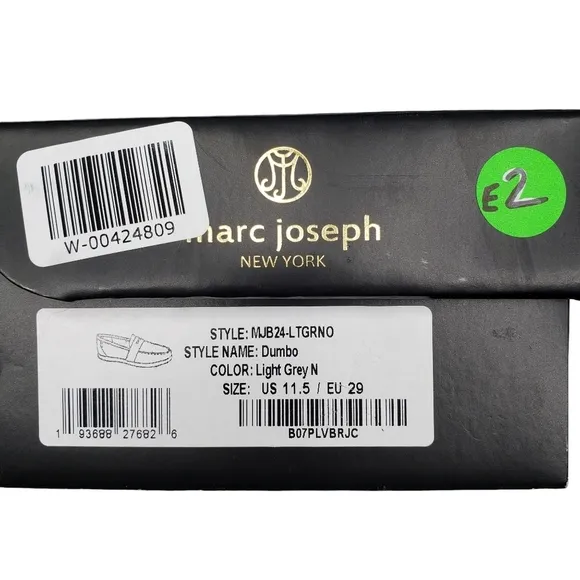 W-00424809
marc joseph
NEW YORK
E2
STYLE: MJB24-LTGRNO
STYLE NAME: Dumbo
COLOR: Light Grey N
SIZE: US 11.5 / EU 29
1 93688 27682 6
B07PLVBRJC